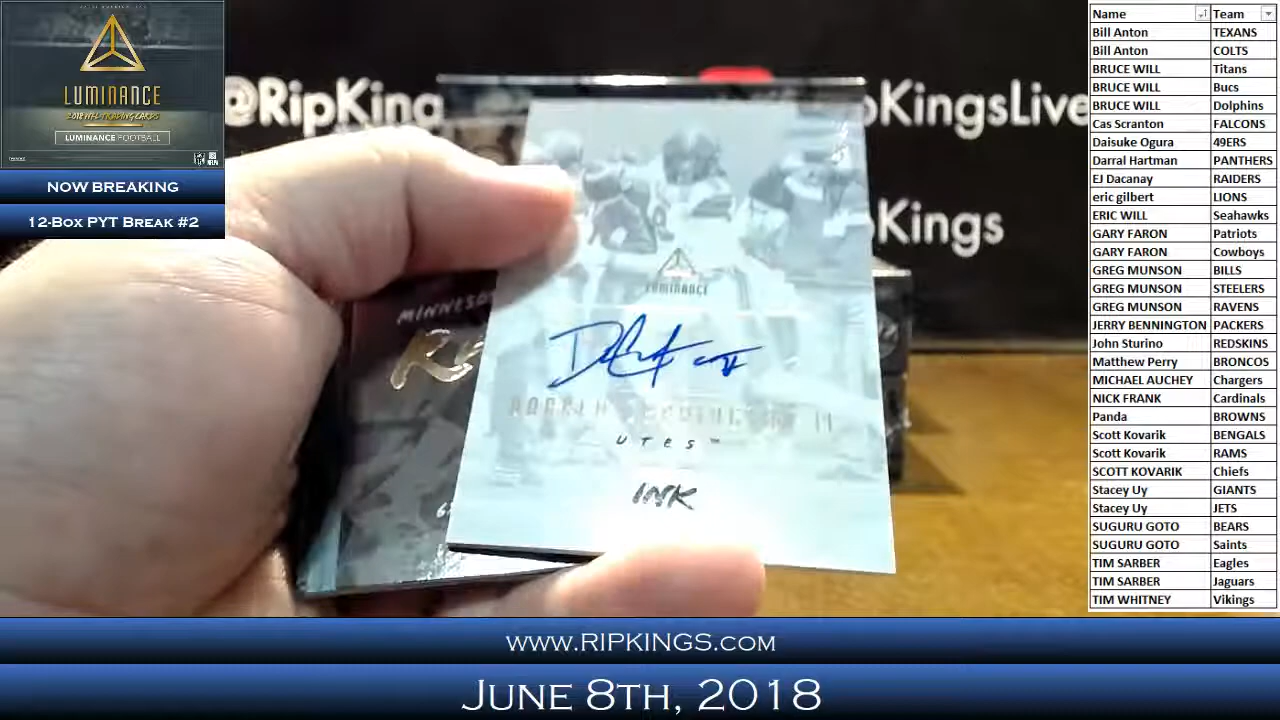 LUMINANCE
2018 NFL TRADING CARDS
LUMINANCE FOOTBALL
NOW BREAKING
12-Box PYT Break #2
@RipKing
pKingsLive
Kings
MINNESO
LUMINANCE
UTES™
INK
Name Team
Bill Anton TEXANS
Bill Anton COLTS
BRUCE WILL Titans
BRUCE WILL Bucs
BRUCE WILL Dolphins
Cas Scranton FALCONS
Daisuke Ogura 49ERS
Darral Hartman PANTHERS
EJ Dacanay RAIDERS
eric gilbert LIONS
ERIC WILL Seahawks
GARY FARON Patriots
GARY FARON Cowboys
GREG MUNSON BILLS
GREG MUNSON STEELERS
GREG MUNSON RAVENS
JERRY BENNINGTON PACKERS
John Sturino REDSKINS
Matthew Perry BRONCOS
MICHAEL AUCHEY Chargers
NICK FRANK Cardinals
Panda BROWNS
Scott Kovarik BENGALS
Scott Kovarik RAMS
SCOTT KOVARIK Chiefs
Stacey Uy GIANTS
Stacey Uy JETS
SUGURU GOTO BEARS
SUGURU GOTO Saints
TIM SARBER Eagles
TIM SARBER Jaguars
TIM WHITNEY Vikings
www.RIPKINGS.COM
JUNE 8TH, 2018